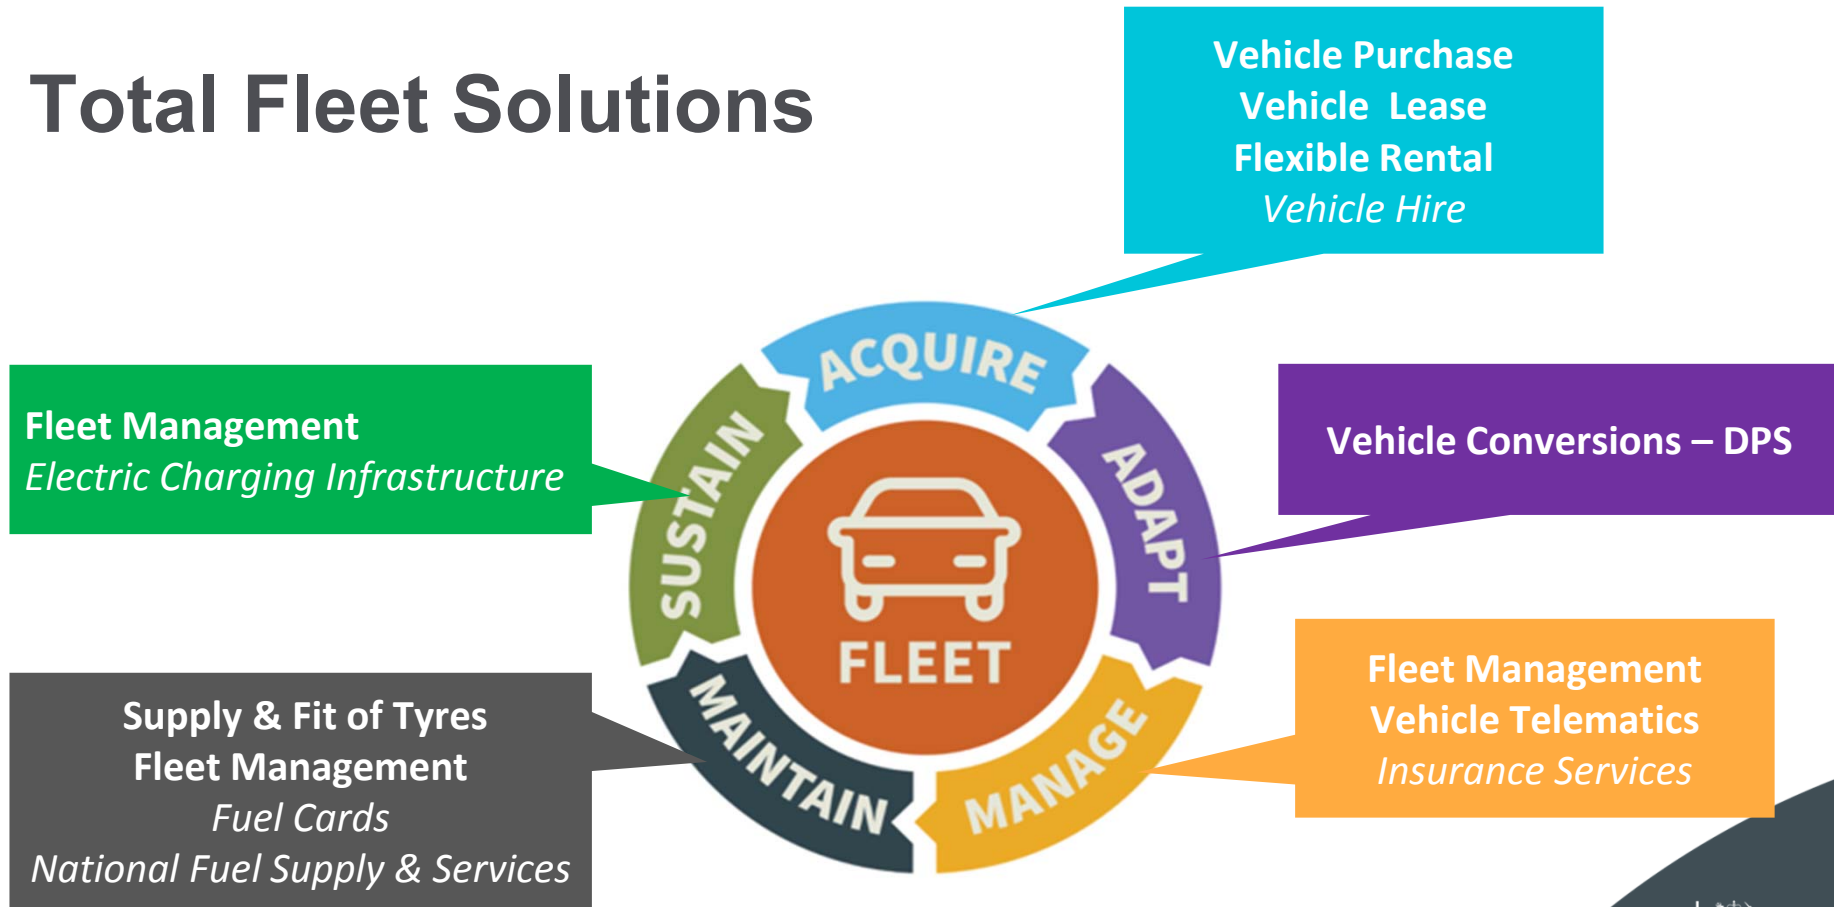 Total Fleet Solutions
Vehicle Purchase
Vehicle Lease
Flexible Rental
Vehicle Hire
ACQUIRE
ADAPT
MANAGE
MAINTAIN
SUSTAIN
FLEET
Fleet Management
Electric Charging Infrastructure
Vehicle Conversions – DPS
Supply & Fit of Tyres
Fleet Management
Fuel Cards
National Fuel Supply & Services
Fleet Management
Vehicle Telematics
Insurance Services